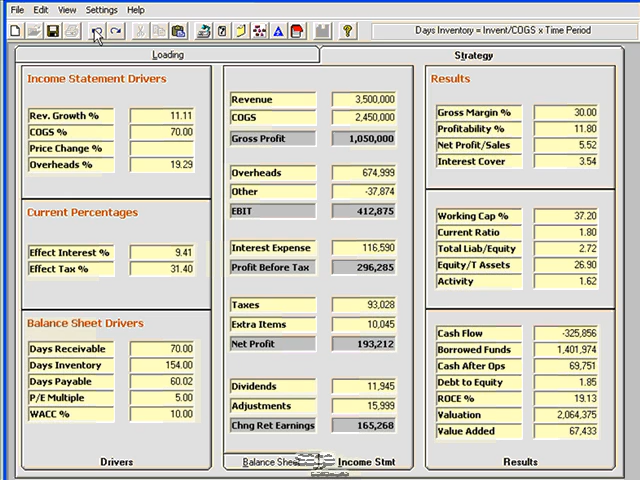 File Edit View Settings Help
Days Inventory = Invent/COGS x Time Period
Loading
Strategy
Income Statement Drivers
Rev. Growth % 11.11
COGS % 70.00
Price Change %
Overheads % 19.29
Current Percentages
Effect Interest % 9.41
Effect Tax % 31.40
Balance Sheet Drivers
Days Receivable 70.00
Days Inventory 154.00
Days Payable 60.02
P/E Multiple 5.00
WACC % 10.00
Drivers
Revenue 3,500,000
COGS 2,450,000
Gross Profit 1,050,000
Overheads 674,999
Other -37,874
EBIT 412,875
Interest Expense 116,590
Profit Before Tax 296,285
Taxes 93,028
Extra Items 10,045
Net Profit 193,212
Dividends 11,945
Adjustments 15,999
Chng Ret Earnings 165,268
Balance Sheet Income Stmt
Results
Gross Margin % 30.00
Profitability % 11.80
Net Profit/Sales 5.52
Interest Cover 3.54
Working Cap % 37.20
Current Ratio 1.80
Total Liab/Equity 2.72
Equity/T Assets 26.90
Activity 1.62
Cash Flow -325,856
Borrowed Funds 1,401,974
Cash After Ops 69,751
Debt to Equity 1.85
ROCE % 19.13
Valuation 2,064,375
Value Added 67,433
Results